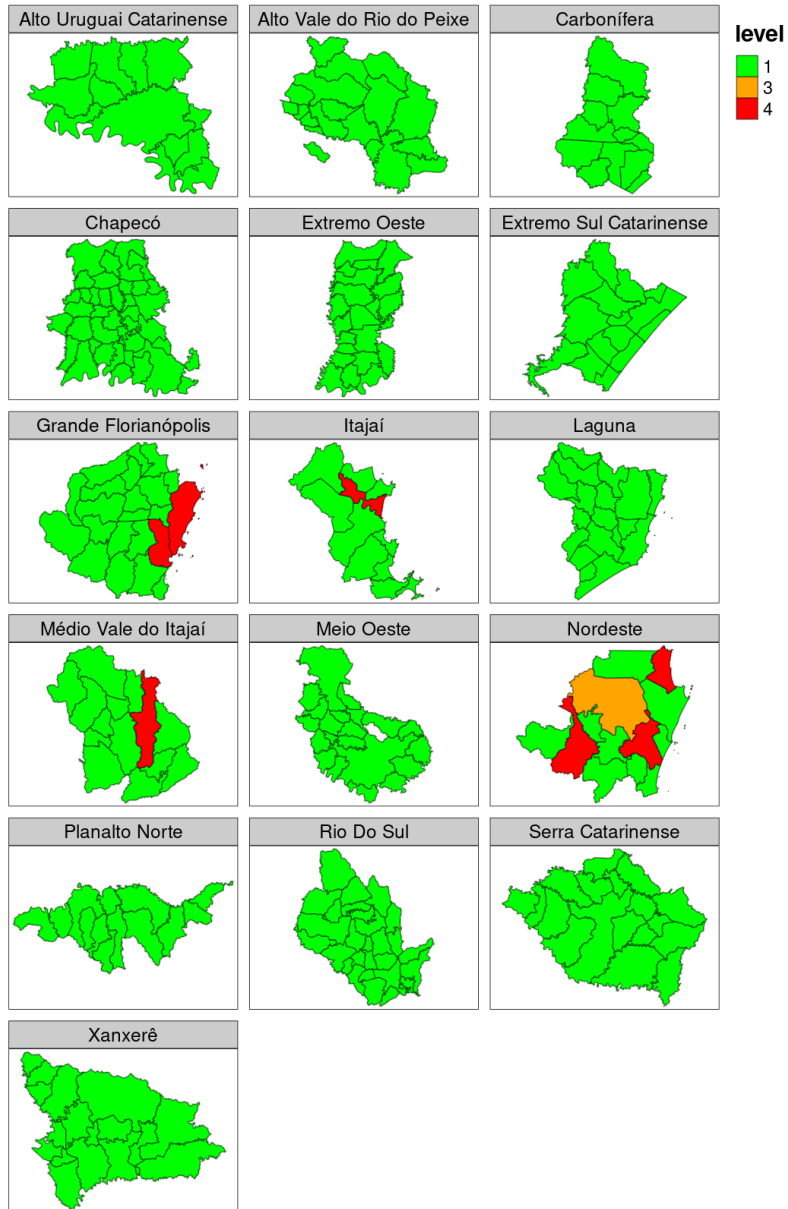 Alto Uruguai Catarinense
Alto Vale do Rio do Peixe
Carbonífera
level
1
3
4
Chapecó
Extremo Oeste
Extremo Sul Catarinense
Grande Florianópolis
Itajaí
Laguna
Médio Vale do Itajaí
Meio Oeste
Nordeste
Planalto Norte
Rio Do Sul
Serra Catarinense
Xanxerê